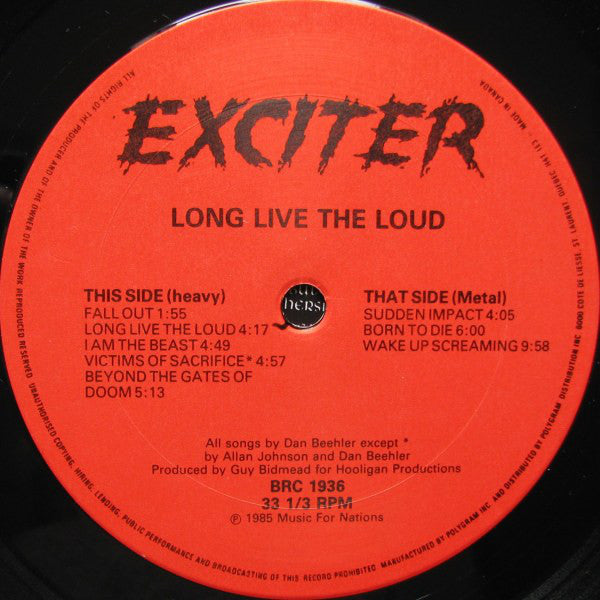 EXCITER
LONG LIVE THE LOUD
THIS SIDE (heavy)
FALL OUT 1:55
LONG LIVE THE LOUD 4:17
I AM THE BEAST 4:49
VICTIMS OF SACRIFICE* 4:57
BEYOND THE GATES OF
DOOM 5:13
THAT SIDE (Metal)
SUDDEN IMPACT 4:05
BORN TO DIE 6:00
WAKE UP SCREAMING 9:58
All songs by Dan Beehler except *
by Allan Johnson and Dan Beehler
Produced by Guy Bidmead for Hooligan Productions
BRC 1936
33 1/3 RPM
℗ 1985 Music For Nations
ALL RIGHTS OF THE PRODUCER AND OF THE OWNER OF THE WORK REPRODUCED RESERVED. UNAUTHORISED COPYING, HIRING, LENDING, PUBLIC PERFORMANCE AND BROADCASTING OF THIS RECORD PROHIBITED. MANUFACTURED BY POLYGRAM INC AND DISTRIBUTED BY POLYGRAM DISTRIBUTION INC 6000 COTE DE LIESSE, ST LAURENT QUEBEC H4T 1E3 - MADE IN CANADA